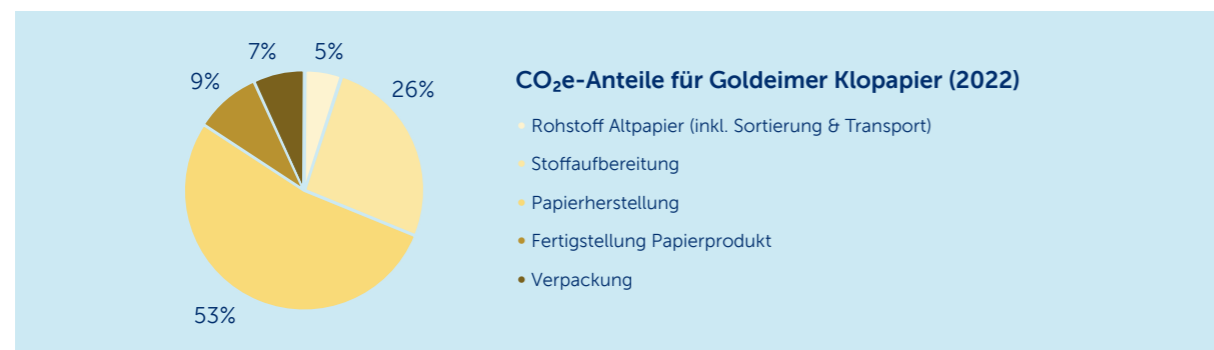 7%
5%
9%
26%
53%
CO₂e-Anteile für Goldeimer Klopapier (2022)
Rohstoff Altpapier (inkl. Sortierung & Transport)
Stoffaufbereitung
Papierherstellung
Fertigstellung Papierprodukt
Verpackung